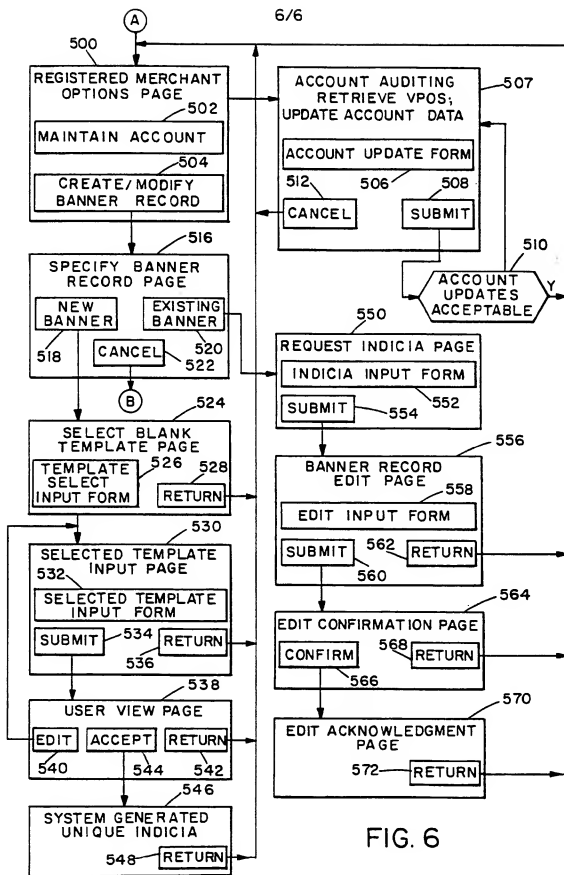 6/6
A
500
REGISTERED MERCHANT
OPTIONS PAGE
502
MAINTAIN ACCOUNT
504
CREATE/MODIFY
BANNER RECORD
507
ACCOUNT AUDITING
RETRIEVE VPOS;
UPDATE ACCOUNT DATA
ACCOUNT UPDATE FORM
512
506
508
CANCEL
SUBMIT
510
ACCOUNT
UPDATES
ACCEPTABLE
Y
516
SPECIFY BANNER
RECORD PAGE
NEW
BANNER
EXISTING
BANNER
518
520
CANCEL
522
B
550
REQUEST INDICIA PAGE
INDICIA INPUT FORM
552
SUBMIT
554
524
SELECT BLANK
TEMPLATE PAGE
TEMPLATE
SELECT
INPUT FORM
526
528
RETURN
556
BANNER RECORD
EDIT PAGE
558
EDIT INPUT FORM
SUBMIT
562
RETURN
560
530
SELECTED TEMPLATE
INPUT PAGE
532
SELECTED TEMPLATE
INPUT FORM
SUBMIT
534
RETURN
536
564
EDIT CONFIRMATION PAGE
CONFIRM
568
RETURN
566
538
USER VIEW PAGE
EDIT
ACCEPT
RETURN
540
544
542
570
EDIT ACKNOWLEDGMENT
PAGE
572
RETURN
546
SYSTEM GENERATED
UNIQUE INDICIA
548
RETURN
FIG. 6